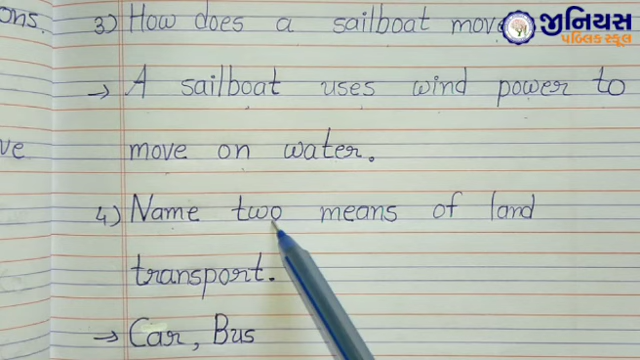 ons.
3) How does a sailboat move
જીનિયસ
પબ્લિક સ્કૂલ
→ A sailboat uses wind power to
ve
move on water.
4) Name two means of land
transport.
→ Car, Bus